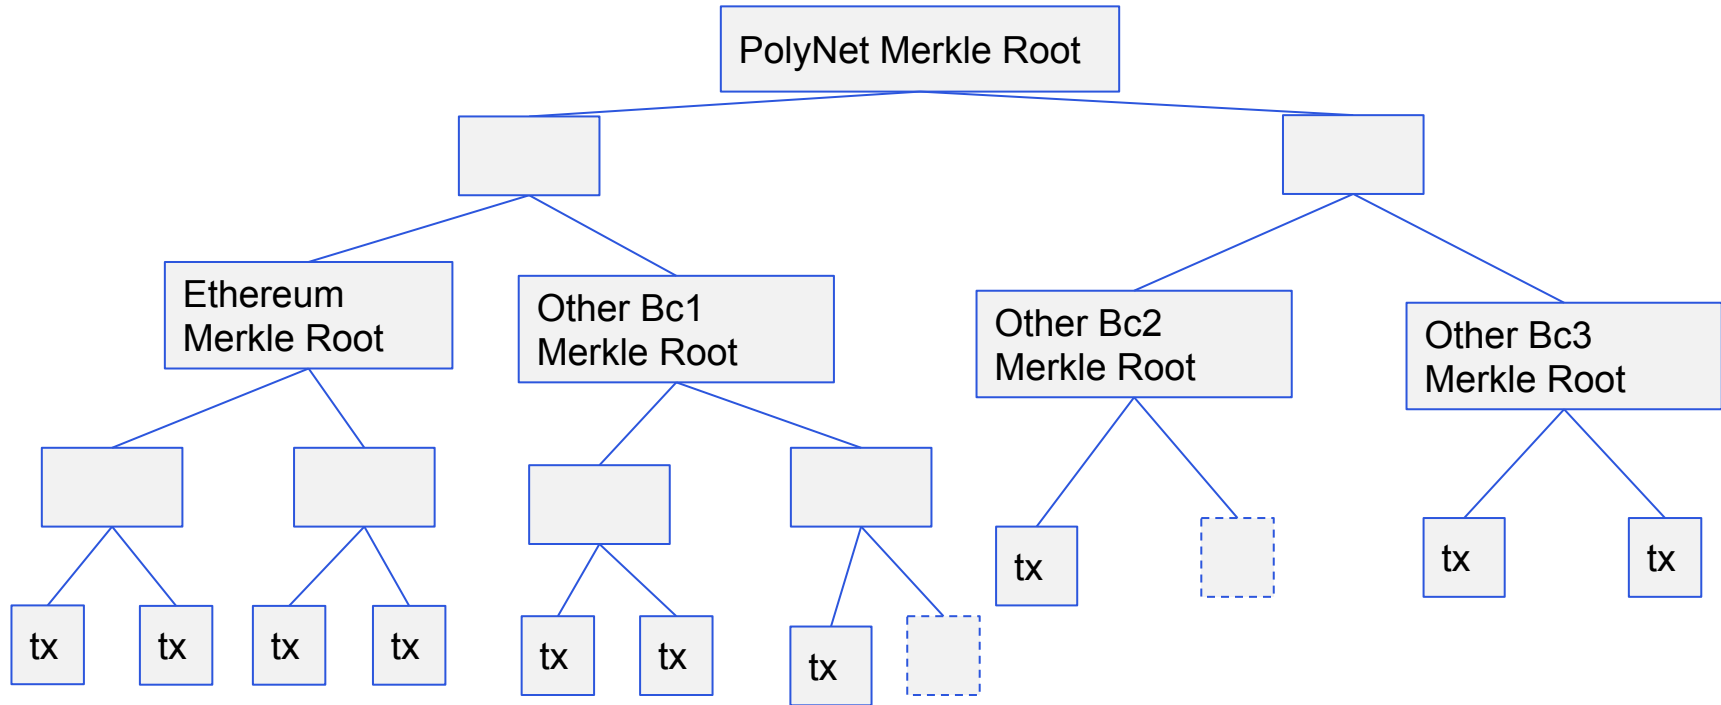 PolyNet Merkle Root
Ethereum
Merkle Root
Other Bc1
Merkle Root
Other Bc2
Merkle Root
Other Bc3
Merkle Root
tx
tx
tx
tx
tx
tx
tx
tx
tx
tx